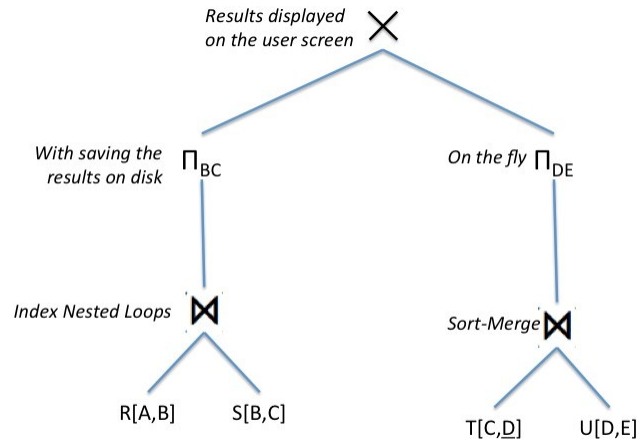 Results displayed
on the user screen
×
With saving the
results on disk
Π_BC
On the fly Π_DE
Index Nested Loops ⋈
Sort-Merge ⋈
R[A,B]
S[B,C]
T[C,D]
U[D,E]